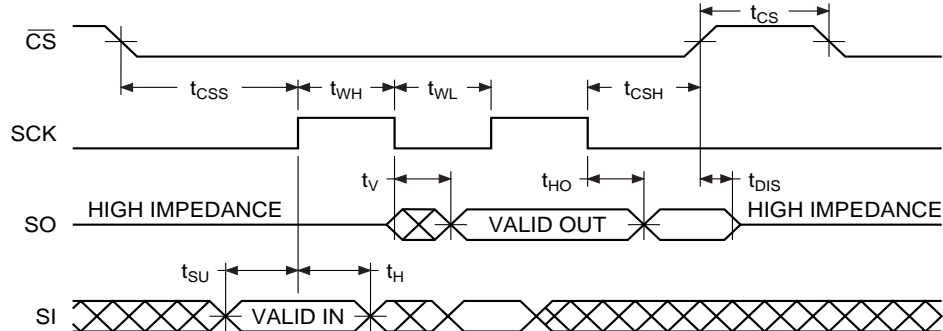 t_CS
C̅S̅
t_CSS t_WH t_WL t_CSH
SCK
t_V t_HO t_DIS
HIGH IMPEDANCE HIGH IMPEDANCE
SO VALID OUT
t_SU t_H
SI VALID IN